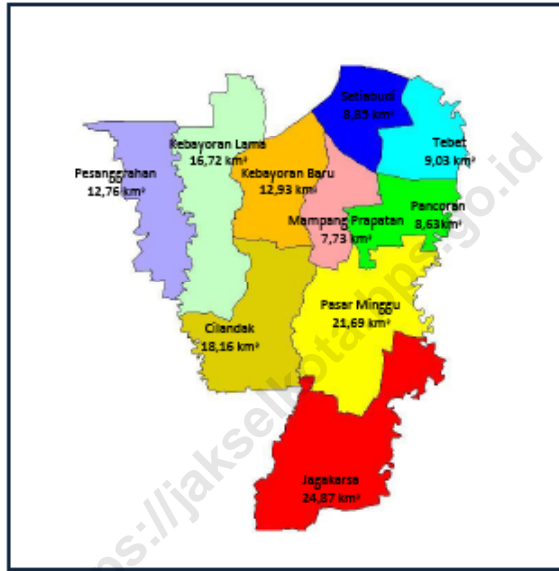 Setiabudi
8,85 km²
Kebayoran Lama
16,72 km²
Tebet
9,03 km²
Pesanggrahan
12,76 km²
Kebayoran Baru
12,93 km²
Pancoran
8,63km²
Mampang Prapatan
7,73 km²
Pasar Minggu
21,69 km²
Cilandak
18,16 km²
Jagakarsa
24,87 km²
ps://jakselkota.bps.go.id